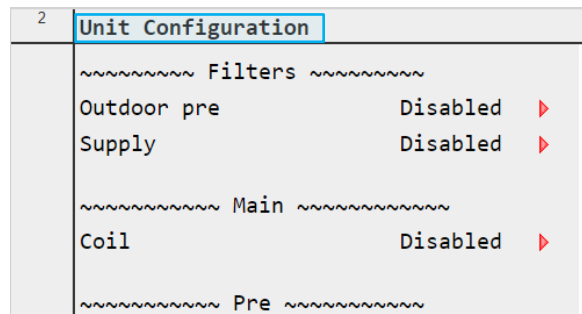 2
Unit Configuration
~~~~~~~~~ Filters ~~~~~~~~~
Outdoor pre Disabled
Supply Disabled
~~~~~~~~~~~ Main ~~~~~~~~~~~~
Coil Disabled
~~~~~~~~~~~ Pre ~~~~~~~~~~~